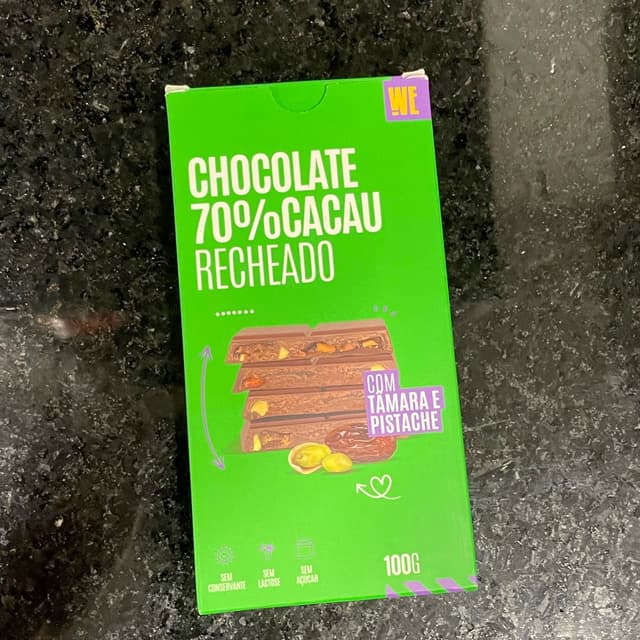 WE
CHOCOLATE
70%CACAU
RECHEADO
COM
TÂMARA E
PISTACHE
SEM
CONSERVANTE
SEM
LACTOSE
SEM
AÇÚCAR
100G